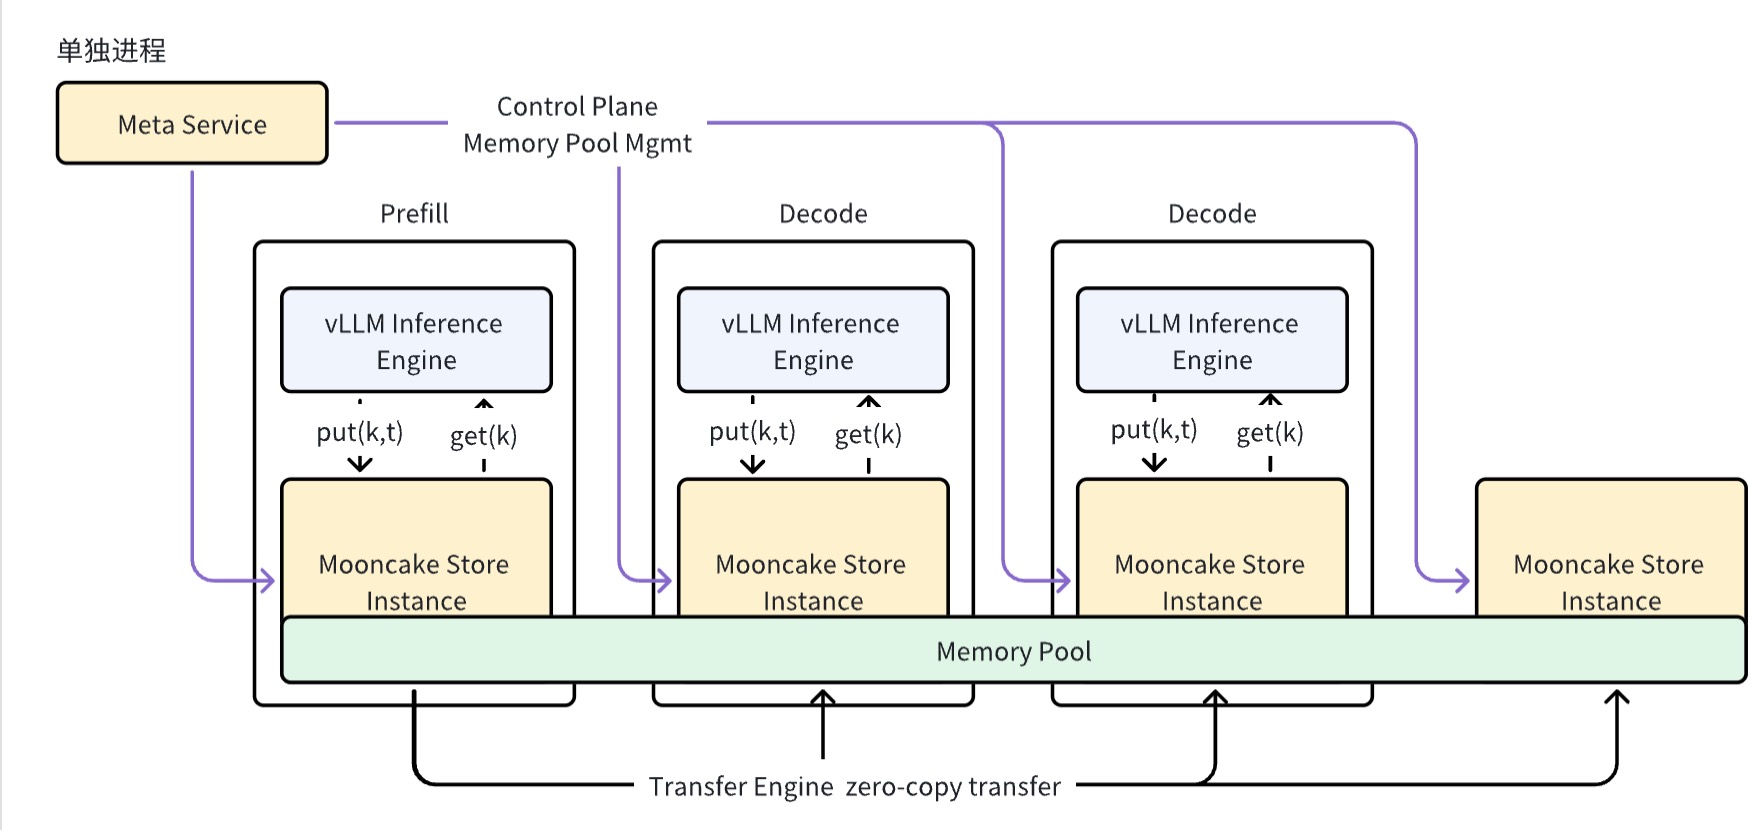 单独进程
Meta Service
Control Plane
Memory Pool Mgmt
Prefill
Decode
Decode
vLLM Inference
Engine
vLLM Inference
Engine
vLLM Inference
Engine
put(k,t)
get(k)
put(k,t)
get(k)
put(k,t)
get(k)
Mooncake Store
Instance
Mooncake Store
Instance
Mooncake Store
Instance
Mooncake Store
Instance
Memory Pool
Transfer Engine zero-copy transfer